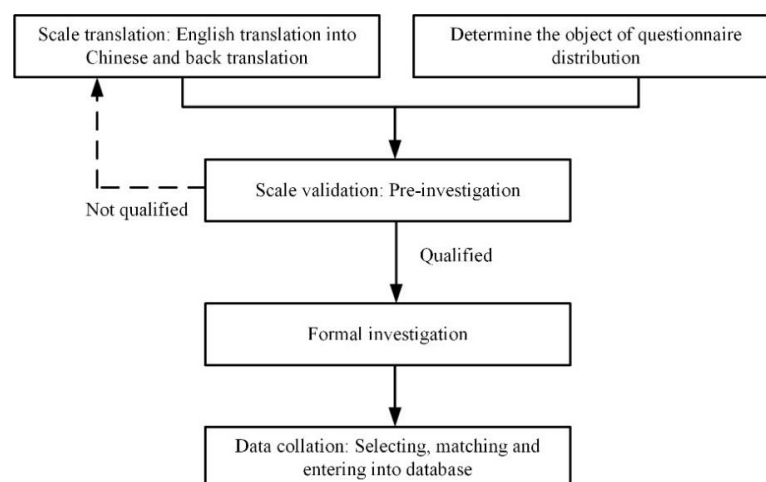 Scale translation: English translation into
Chinese and back translation
Determine the object of questionnaire
distribution
Scale validation: Pre-investigation
Not qualified
Qualified
Formal investigation
Data collation: Selecting, matching and
entering into database